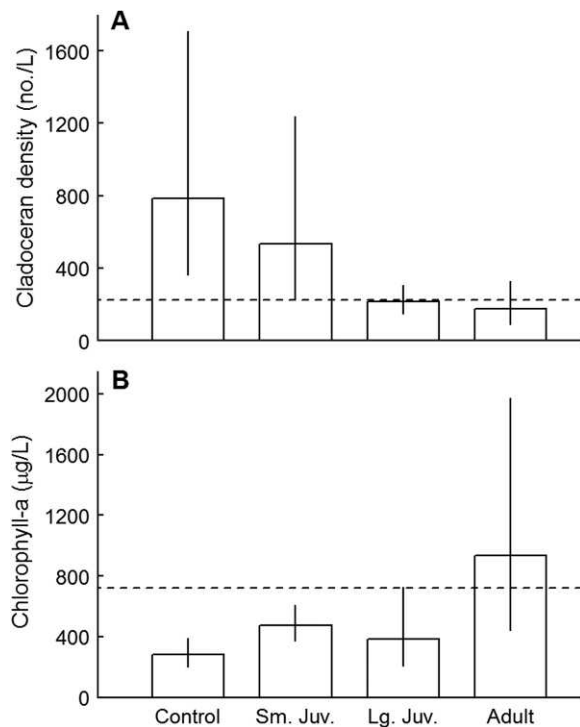 A
Cladoceran density (no./L)
1600
1200
800
400
0
B
Chlorophyll-a (μg/L)
2000
1600
1200
800
400
0
Control Sm. Juv. Lg. Juv. Adult